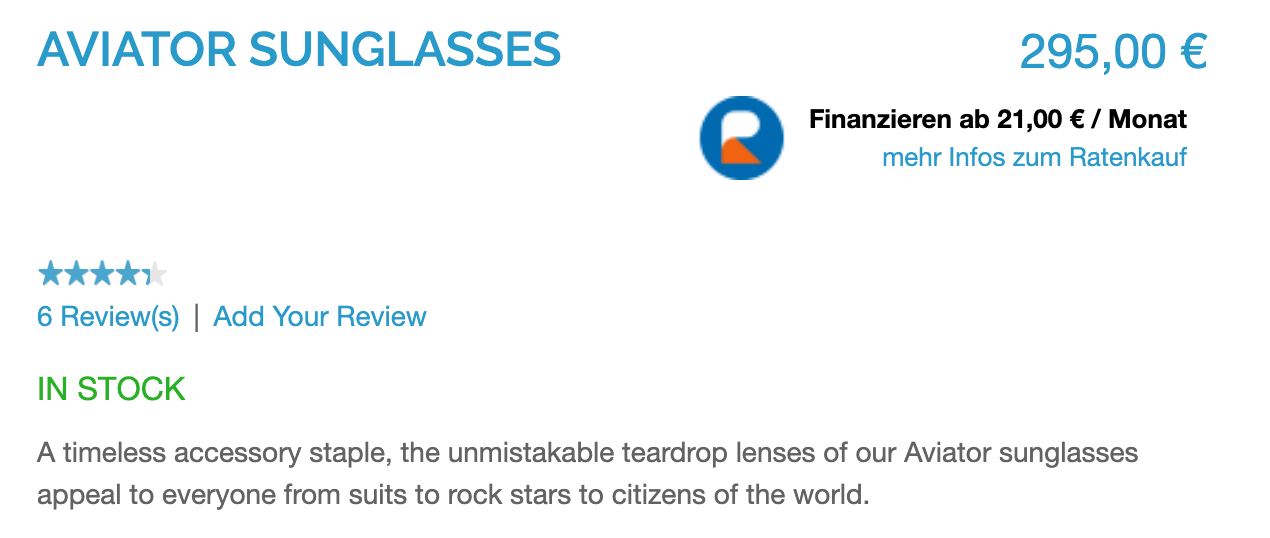 AVIATOR SUNGLASSES
295,00 €
Finanzieren ab 21,00 € / Monat
mehr Infos zum Ratenkauf
6 Review(s) | Add Your Review
IN STOCK
A timeless accessory staple, the unmistakable teardrop lenses of our Aviator sunglasses
appeal to everyone from suits to rock stars to citizens of the world.